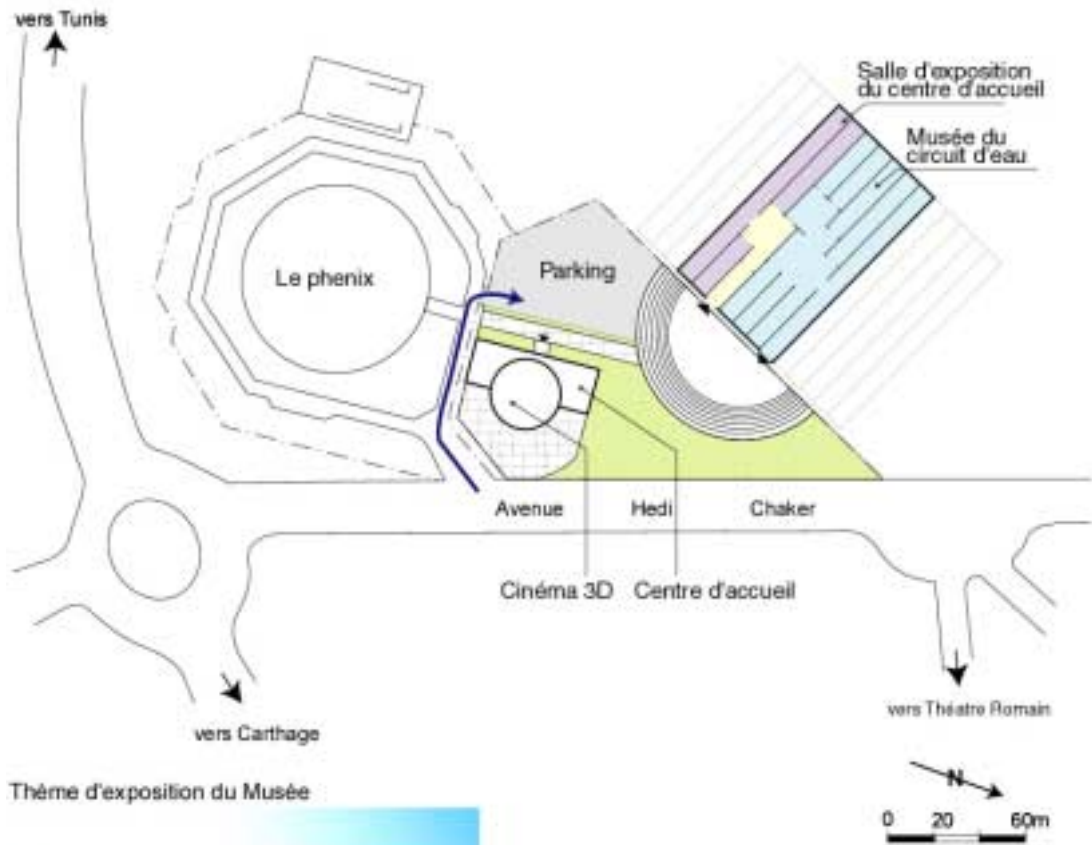 vers Tunis
Salle d'exposition
du centre d'accueil
Musée du
circuit d'eau
Le phenix
Parking
Avenue Hedi Chaker
Cinéma 3D Centre d'accueil
vers Carthage
vers Théatre Romain
Thème d'exposition du Musée
N
0 20 60m